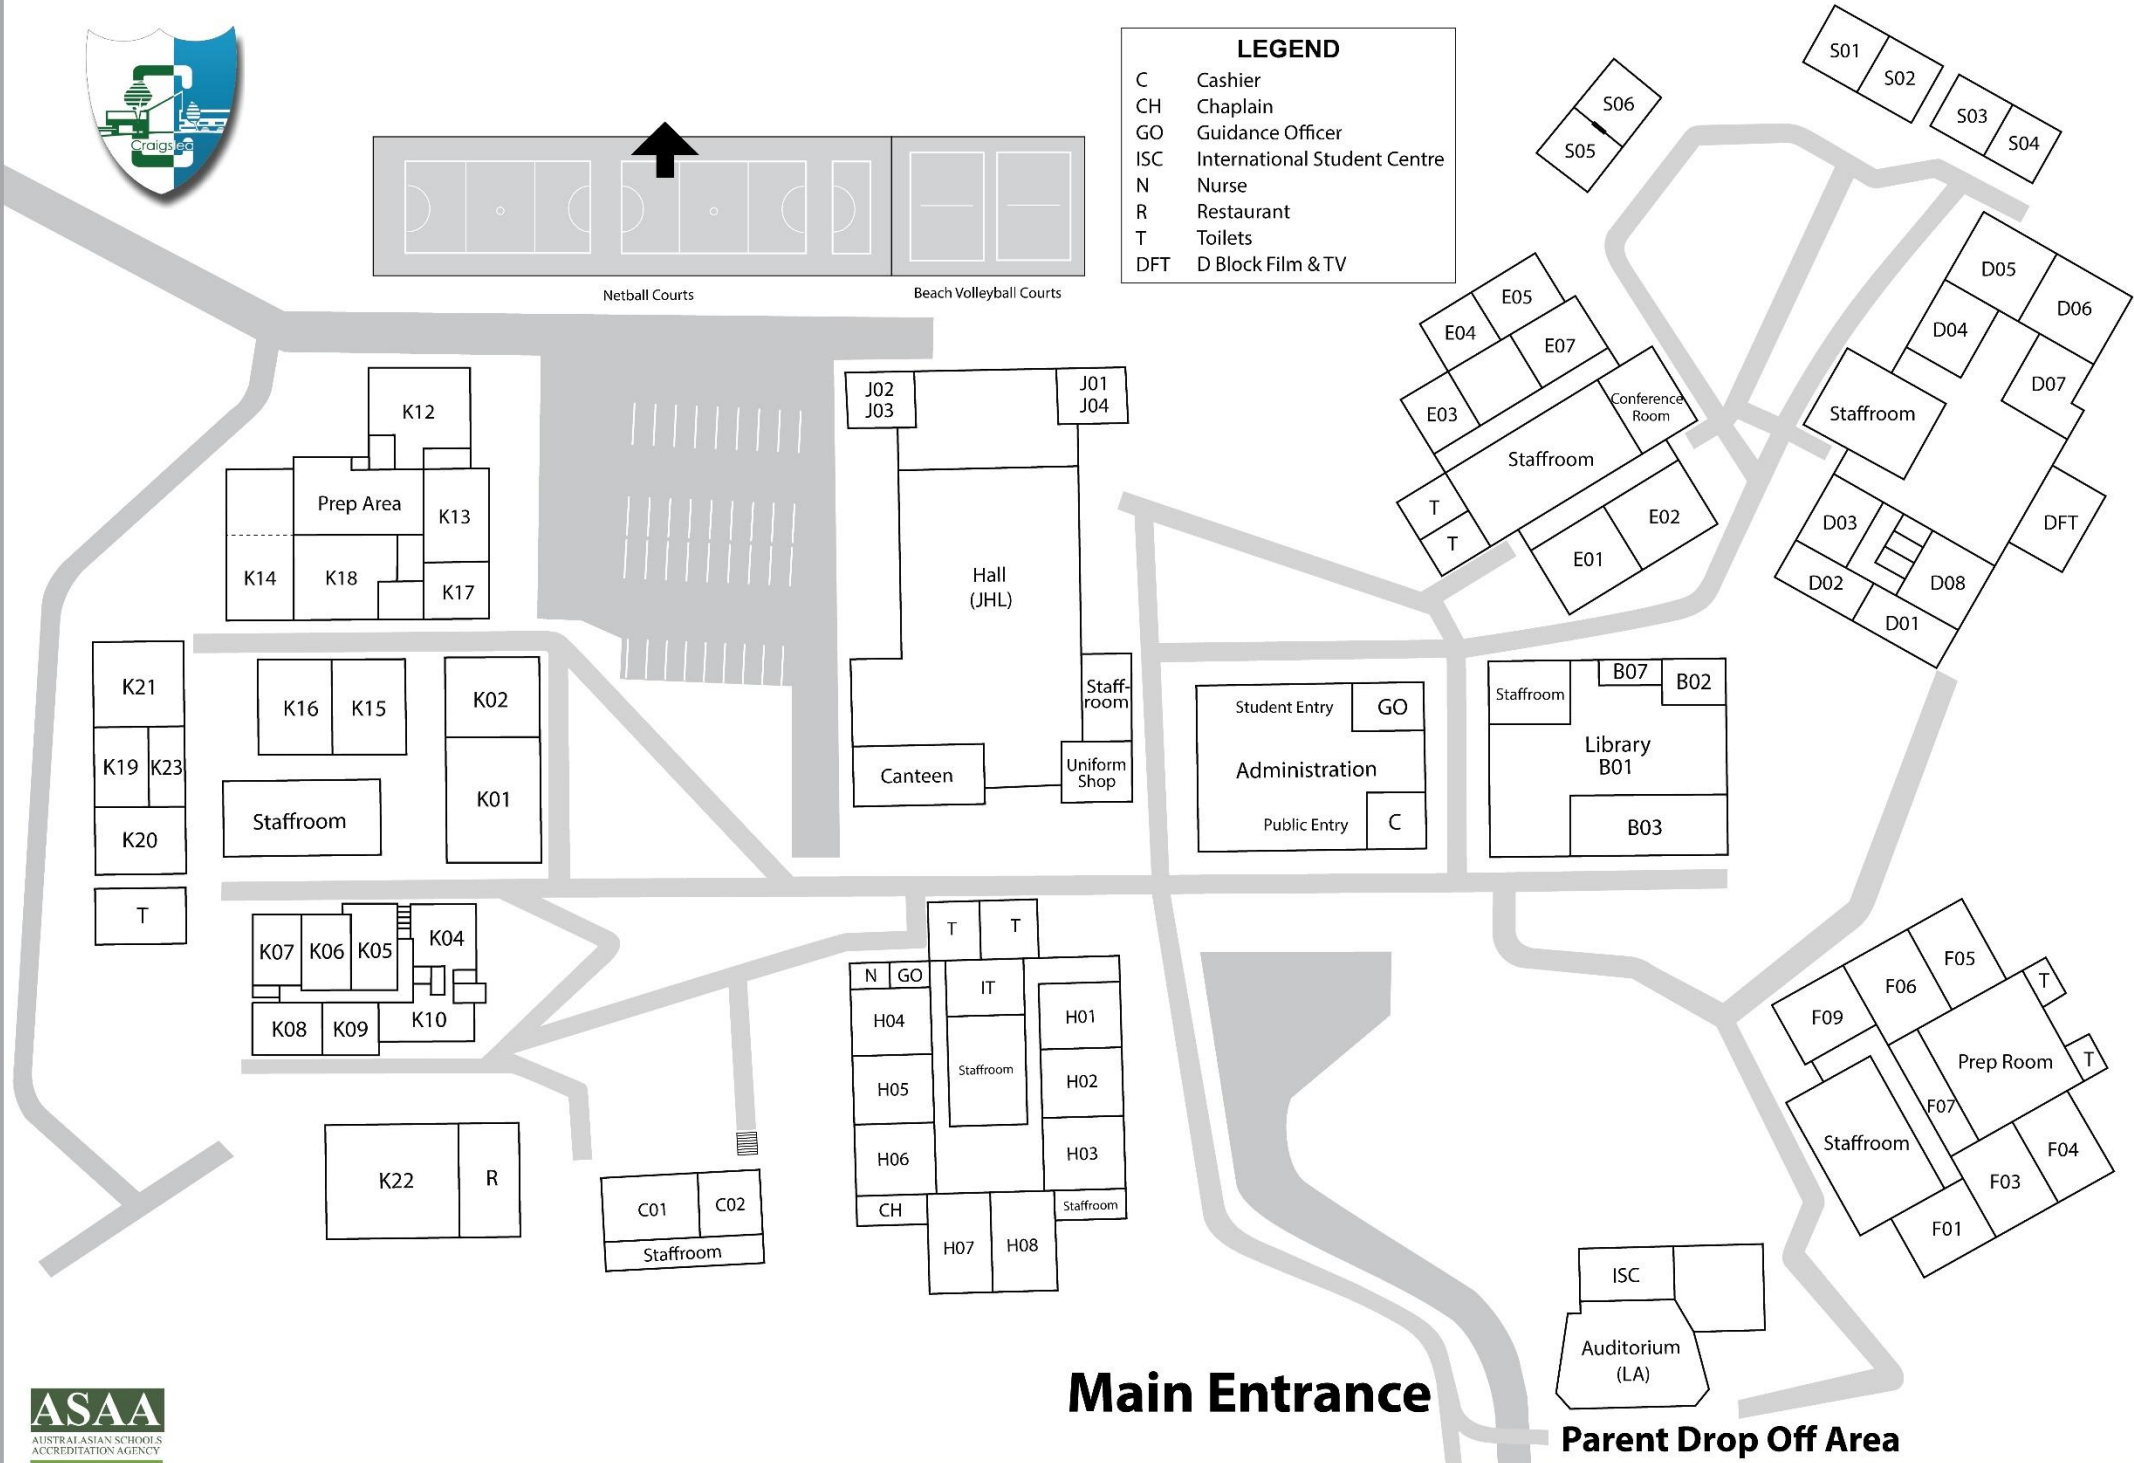 Craigslea
LEGEND
C Cashier
CH Chaplain
GO Guidance Officer
ISC International Student Centre
N Nurse
R Restaurant
T Toilets
DFT D Block Film & TV
Netball Courts
Beach Volleyball Courts
S01
S02
S03
S04
S06
S05
D05
D06
D04
D07
Staffroom
D03
DFT
D02
D08
D01
E05
E04
E07
E03
Conference
Room
Staffroom
T
T
E02
E01
J02
J03
J01
J04
Hall
(JHL)
Staff-
room
Canteen
Uniform
Shop
K12
Prep Area
K13
K14
K18
K17
K21
K19
K23
K20
T
K16
K15
K02
K01
Staffroom
Student Entry
GO
Administration
Public Entry
C
Staffroom
B07
B02
Library
B01
B03
K07
K06
K05
K04
K08
K09
K10
K22
R
C01
C02
Staffroom
T
T
N
GO
IT
H04
H01
H05
Staffroom
H02
H06
H03
CH
Staffroom
H07
H08
F05
F06
F09
T
Prep Room
T
F07
Staffroom
F04
F03
F01
ISC
Auditorium
(LA)
Main Entrance
Parent Drop Off Area
ASAA
AUSTRALASIAN SCHOOLS
ACCREDITATION AGENCY